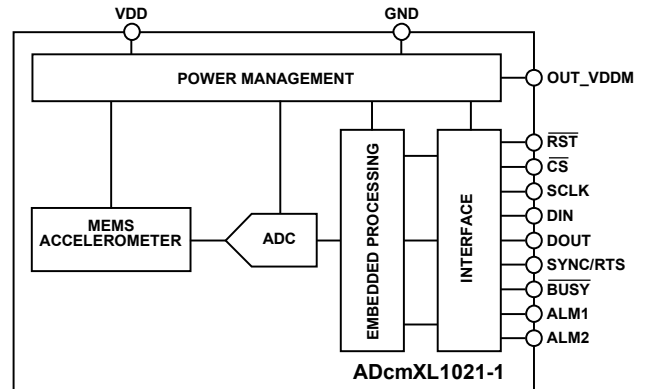 VDD
GND
POWER MANAGEMENT
OUT_VDDM
RST
CS
SCLK
DIN
DOUT
SYNC/RTS
BUSY
ALM1
ALM2
MEMS
ACCELEROMETER
ADC
EMBEDDED PROCESSING
INTERFACE
ADcmXL1021-1